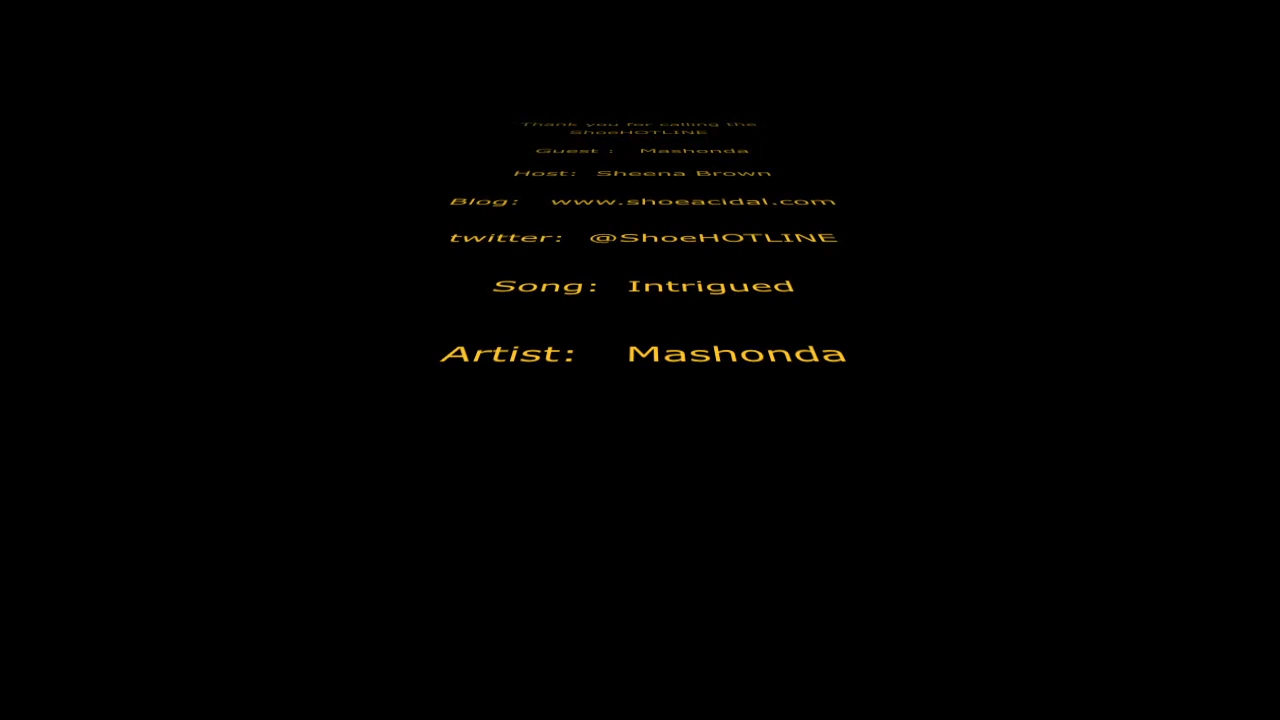 Thank you for calling the
ShoeHOTLINE
Guest : Mashonda
Host: Sheena Brown
Blog: www.shoeacidal.com
twitter: @ShoeHOTLINE
Song: Intrigued
Artist: Mashonda